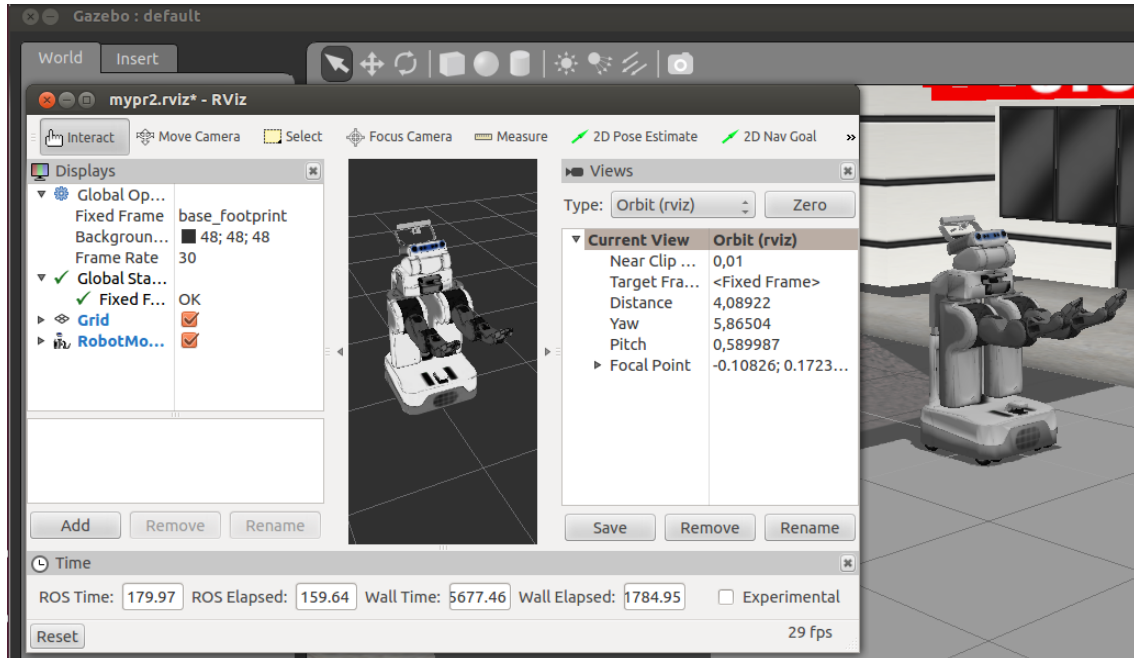 Gazebo : default
World Insert
mypr2.rviz* - RViz
Interact Move Camera Select Focus Camera Measure 2D Pose Estimate 2D Nav Goal »
Displays
Global Op...
Fixed Frame base_footprint
Backgroun... 48; 48; 48
Frame Rate 30
Global Sta...
Fixed F... OK
Grid
RobotMo...
Add Remove Rename
Views
Type: Orbit (rviz) Zero
Current View Orbit (rviz)
Near Clip ... 0,01
Target Fra... <Fixed Frame>
Distance 4,08922
Yaw 5,86504
Pitch 0,589987
Focal Point -0.10826; 0.1723...
Save Remove Rename
Time
ROS Time: 179.97 ROS Elapsed: 159.64 Wall Time: 5677.46 Wall Elapsed: 1784.95 Experimental
Reset 29 fps